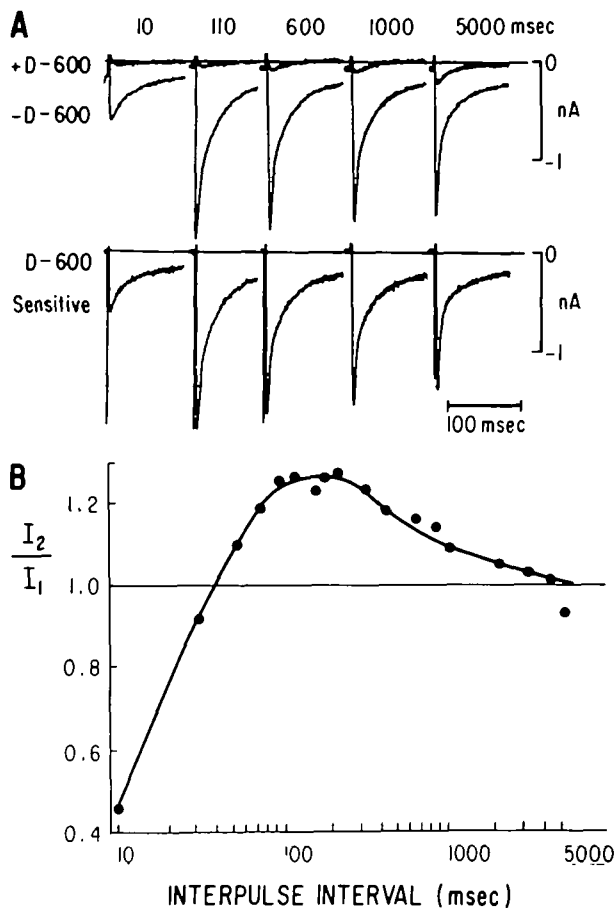 A
10 110 600 1000 5000 msec
+D-600
-D-600
0
nA
-1
D-600
Sensitive
0
nA
-1
100 msec
B
I2
I1
1.2
1.0
0.8
0.6
0.4
10 100 1000 5000
INTERPULSE INTERVAL (msec)